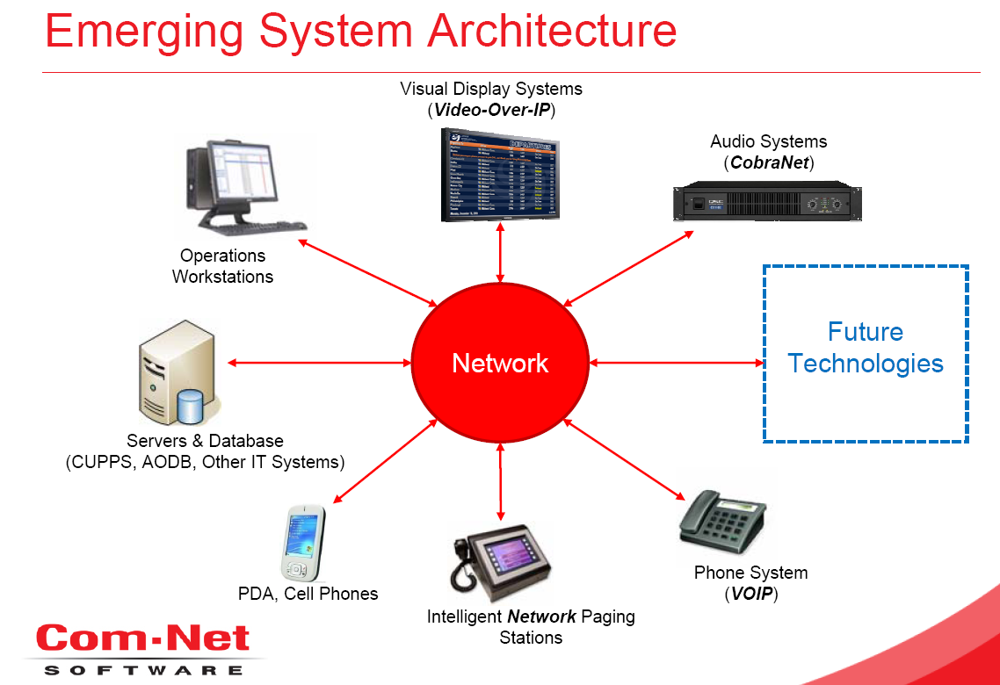 Emerging System Architecture
Visual Display Systems
(Video-Over-IP)
Audio Systems
(CobraNet)
DEPARTURES
Operations
Workstations
Future
Technologies
Network
Servers & Database
(CUPPS, AODB, Other IT Systems)
PDA, Cell Phones
Intelligent Network Paging
Stations
Phone System
(VOIP)
Com-Net
SOFTWARE